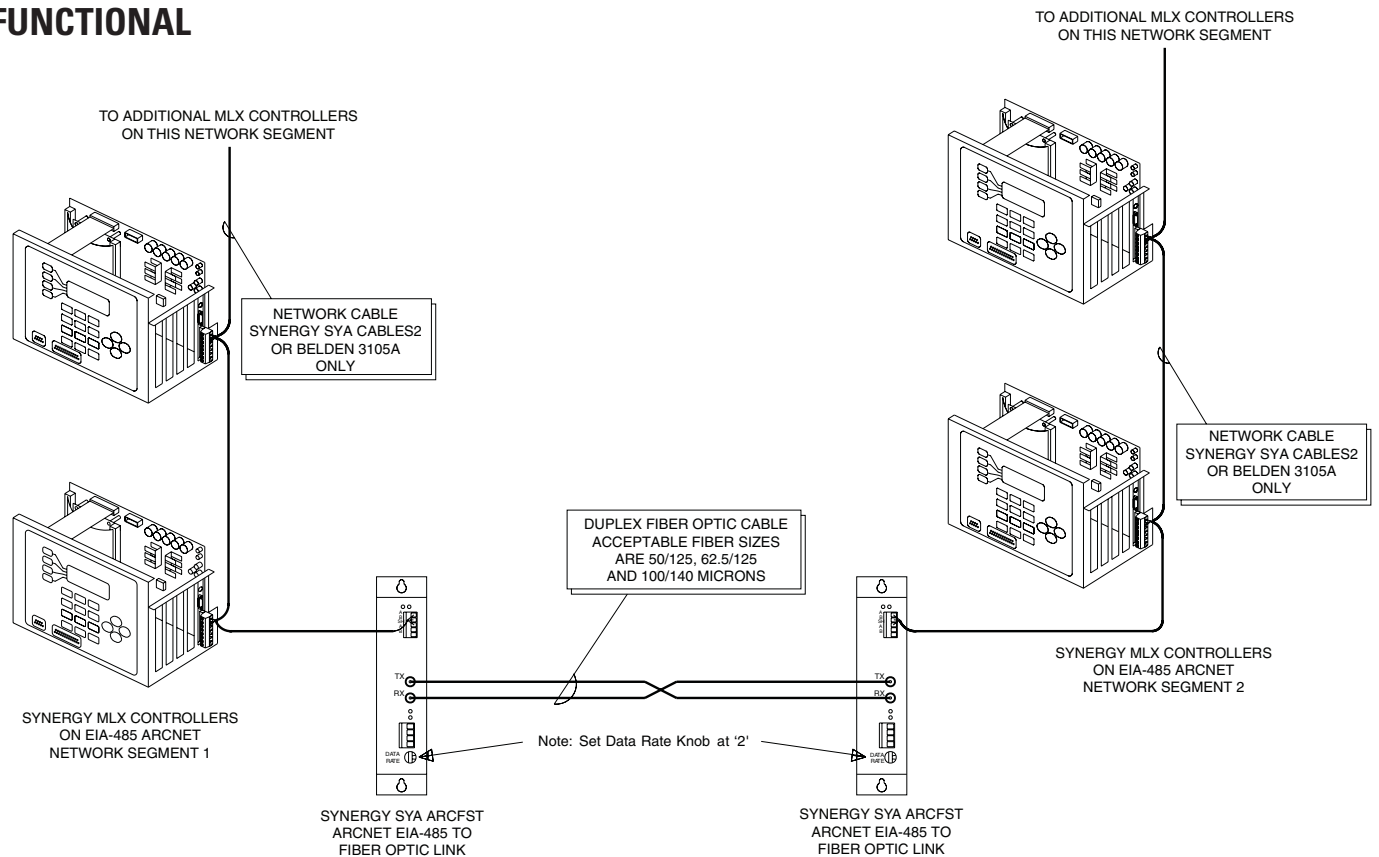 FUNCTIONAL
TO ADDITIONAL MLX CONTROLLERS
ON THIS NETWORK SEGMENT
TO ADDITIONAL MLX CONTROLLERS
ON THIS NETWORK SEGMENT
NETWORK CABLE
SYNERGY SYA CABLES2
OR BELDEN 3105A
ONLY
NETWORK CABLE
SYNERGY SYA CABLES2
OR BELDEN 3105A
ONLY
DUPLEX FIBER OPTIC CABLE
ACCEPTABLE FIBER SIZES
ARE 50/125, 62.5/125
AND 100/140 MICRONS
SYNERGY MLX CONTROLLERS
ON EIA-485 ARCNET
NETWORK SEGMENT 1
SYNERGY MLX CONTROLLERS
ON EIA-485 ARCNET
NETWORK SEGMENT 2
TX
RX
TX
RX
DATA
RATE
Note: Set Data Rate Knob at '2'
DATA
RATE
SYNERGY SYA ARCFST
ARCNET EIA-485 TO
FIBER OPTIC LINK
SYNERGY SYA ARCFST
ARCNET EIA-485 TO
FIBER OPTIC LINK